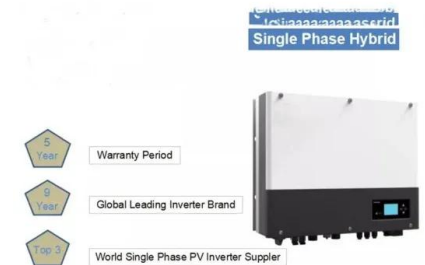 Single Phase Hybrid
5
Year
Warranty Period
9
Year
Global Leading Inverter Brand
Top 3
World Single Phase PV Inverter Suppler